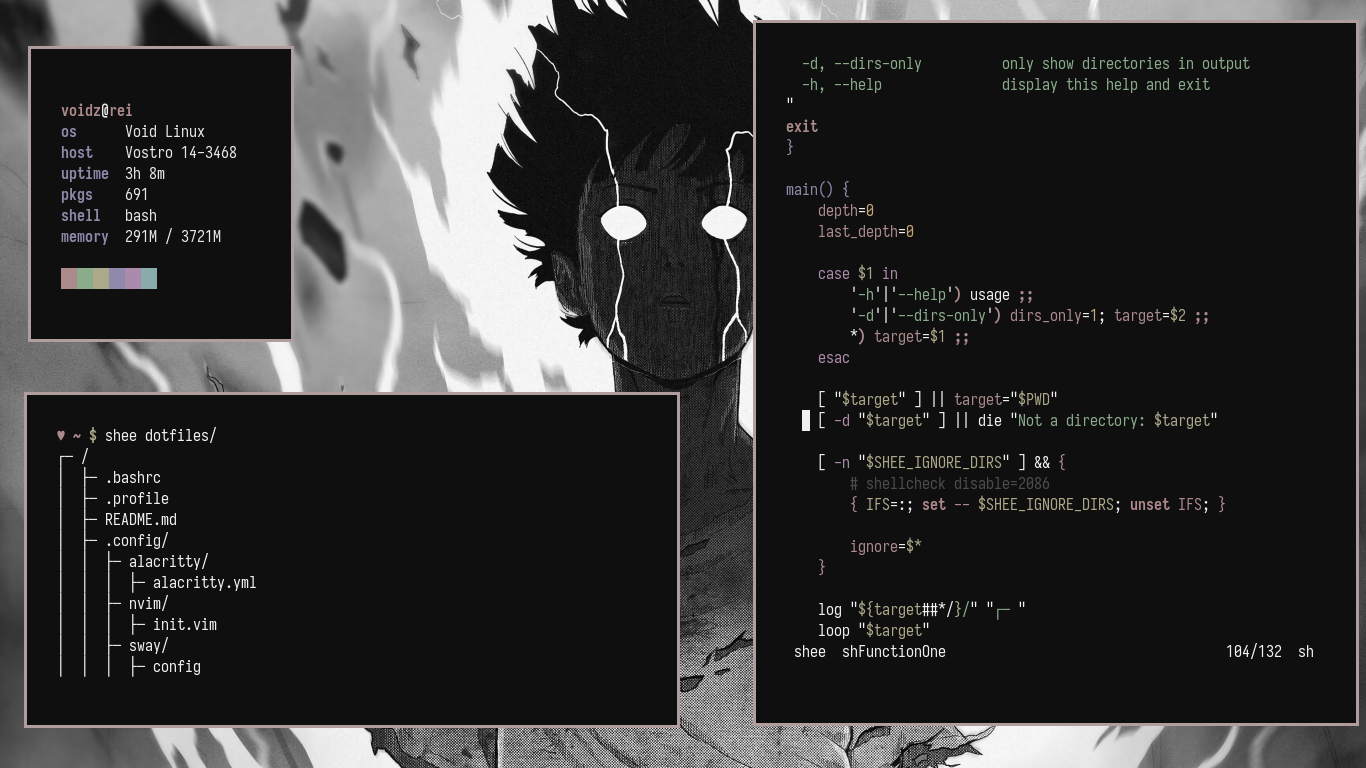 voidz@rei
os Void Linux
host Vostro 14-3468
uptime 3h 8m
pkgs 691
shell bash
memory 291M / 3721M
♥ ~ $ shee dotfiles/
┌─ /
│  ├─ .bashrc
│  ├─ .profile
│  ├─ README.md
│  ├─ .config/
│  │  ├─ alacritty/
│  │  │  ├─ alacritty.yml
│  │  ├─ nvim/
│  │  │  ├─ init.vim
│  │  ├─ sway/
│  │  │  ├─ config
-d, --dirs-only          only show directories in output
-h, --help               display this help and exit
"
exit
}
main() {
depth=0
last_depth=0
case $1 in
'-h'|'--help') usage ;;
'-d'|'--dirs-only') dirs_only=1; target=$2 ;;
*) target=$1 ;;
esac
[ "$target" ] || target="$PWD"
[ -d "$target" ] || die "Not a directory: $target"
[ -n "$SHEE_IGNORE_DIRS" ] && {
# shellcheck disable=2086
{ IFS=:; set -- $SHEE_IGNORE_DIRS; unset IFS; }
ignore=$*
}
log "${target##*/}/" "┌─ "
loop "$target"
shee  shFunctionOne  104/132  sh